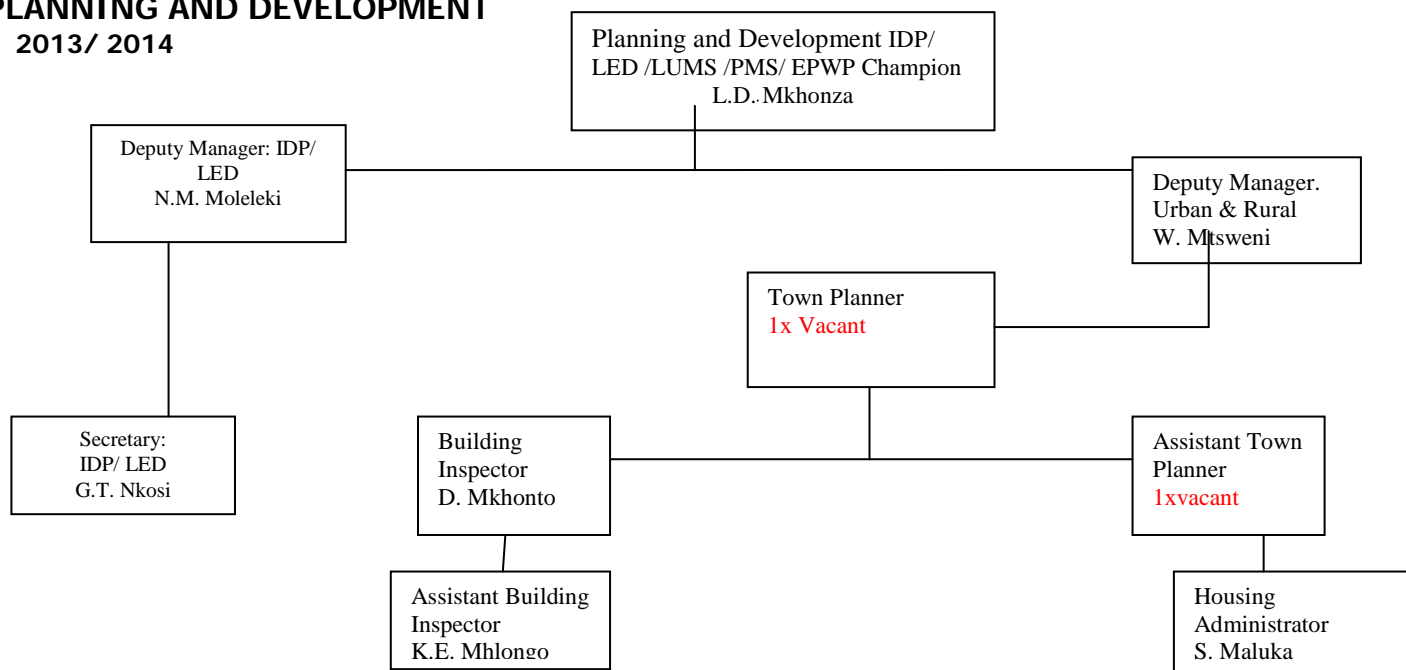 PLANNING AND DEVELOPMENT
2013/ 2014
Planning and Development IDP/
LED /LUMS /PMS/ EPWP Champion
L.D. Mkhonza
Deputy Manager: IDP/
LED
N.M. Moleleki
Deputy Manager.
Urban & Rural
W. Mtsweni
Town Planner
1x Vacant
Secretary:
IDP/ LED
G.T. Nkosi
Building
Inspector
D. Mkhonto
Assistant Town
Planner
1xvacant
Assistant Building
Inspector
K.E. Mhlongo
Housing
Administrator
S. Maluka